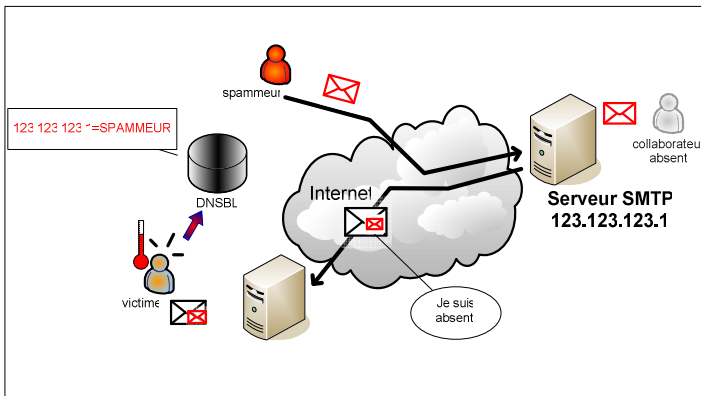 spammeur
123.123.123.1=SPAMMEUR
DNSBL
Internet
collaborateu
absent
Serveur SMTP
123.123.123.1
Je suis
absent
victime